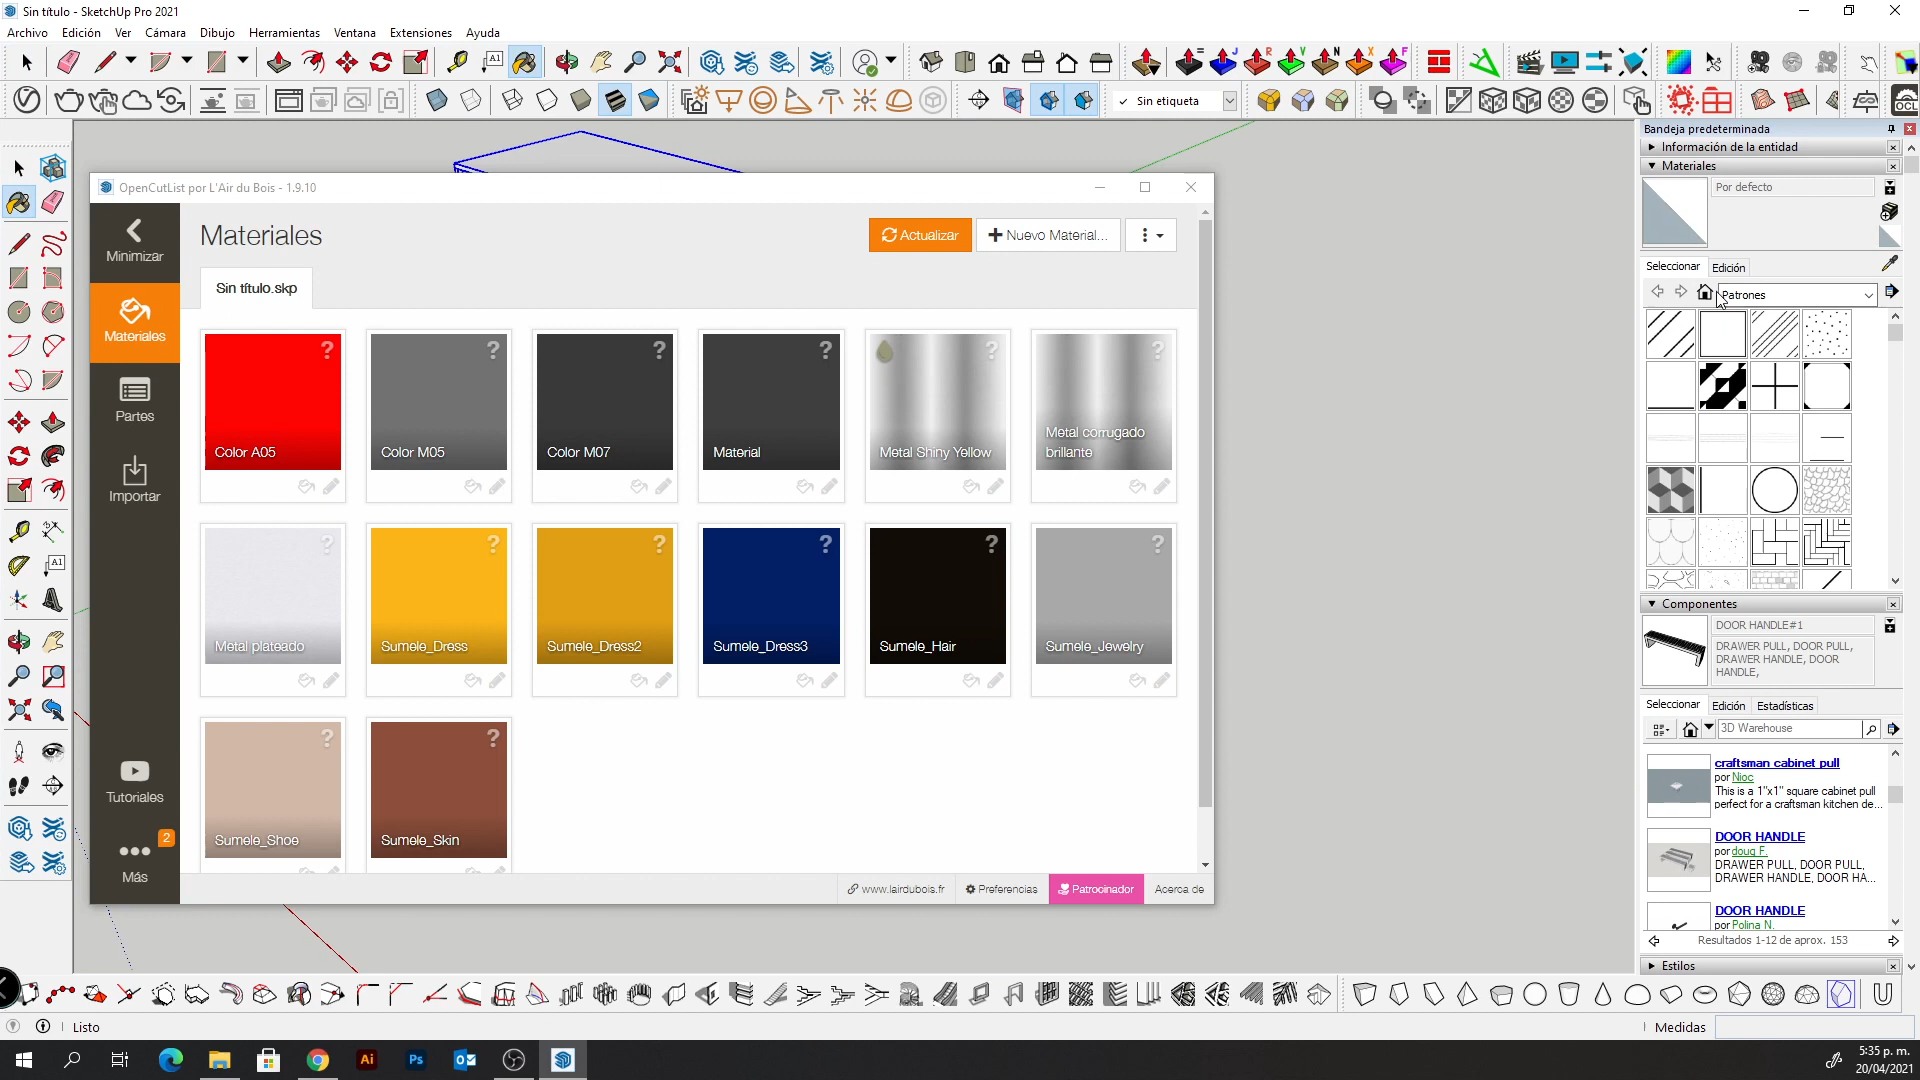 Sin título - SketchUp Pro 2021
Archivo Edición Ver Cámara Dibujo Herramientas Ventana Extensiones Ayuda
Sin etiqueta
OCL
OpenCutList por L'Air du Bois - 1.9.10
Minimizar
Materiales
Partes
Importar
Tutoriales
2
Más
Materiales
Actualizar
Nuevo Material...
Sin título.skp
Color A05
Color M05
Color M07
Material
Metal Shiny Yellow
Metal corrugado
brillante
Metal plateado
Sumele_Dress
Sumele_Dress2
Sumele_Dress3
Sumele_Hair
Sumele_Jewelry
Sumele_Shoe
Sumele_Skin
www.lairdubois.fr
Preferencias
Patrocinador
Acerca de
Bandeja predeterminada
Información de la entidad
Materiales
Por defecto
Seleccionar Edición
Patrones
Componentes
DOOR HANDLE#1
DRAWER PULL, DOOR PULL,
DRAWER HANDLE, DOOR
HANDLE,
Seleccionar Edición Estadísticas
3D Warehouse
craftsman cabinet pull
por Nioc
This is a 1"x1" square cabinet pull
perfect for a craftsman kitchen de...
DOOR HANDLE
por doug F.
DRAWER PULL, DOOR PULL,
DRAWER HANDLE, DOOR HA...
DOOR HANDLE
por Polina N.
Resultados 1-12 de aprox. 153
Estilos
Listo
Medidas
Ai
Ps
5:35 p. m.
20/04/2021